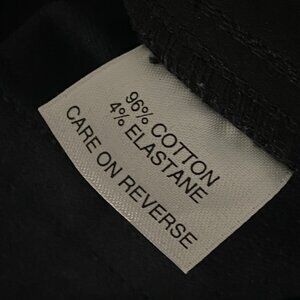 96% COTTON
4% ELASTANE
CARE ON REVERSE